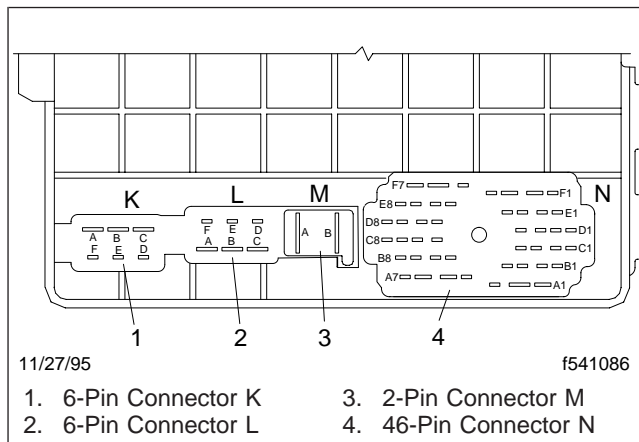 K L M N
F7 F1
E8 E1
D8 D1
C8 C1
B8 B1
A7 A1
A B C
F E D
F E D
A B C
A B
1 2 3 4
11/27/95 f541086
1. 6-Pin Connector K 3. 2-Pin Connector M
2. 6-Pin Connector L 4. 46-Pin Connector N